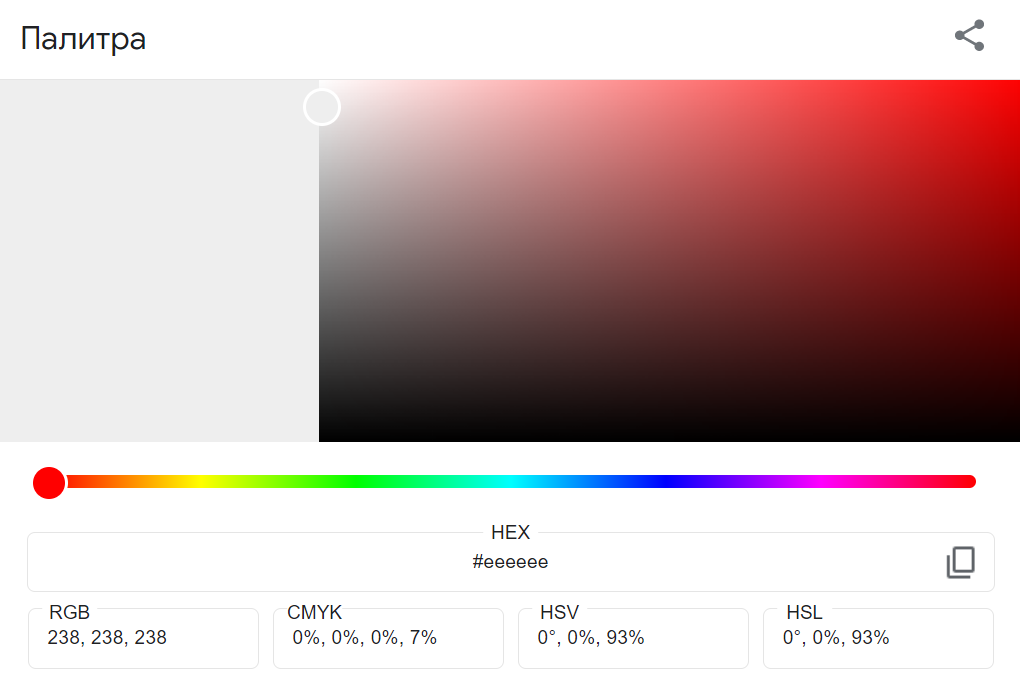 Палитра
HEX
#eeeeee
RGB
238, 238, 238
CMYK
0%, 0%, 0%, 7%
HSV
0°, 0%, 93%
HSL
0°, 0%, 93%